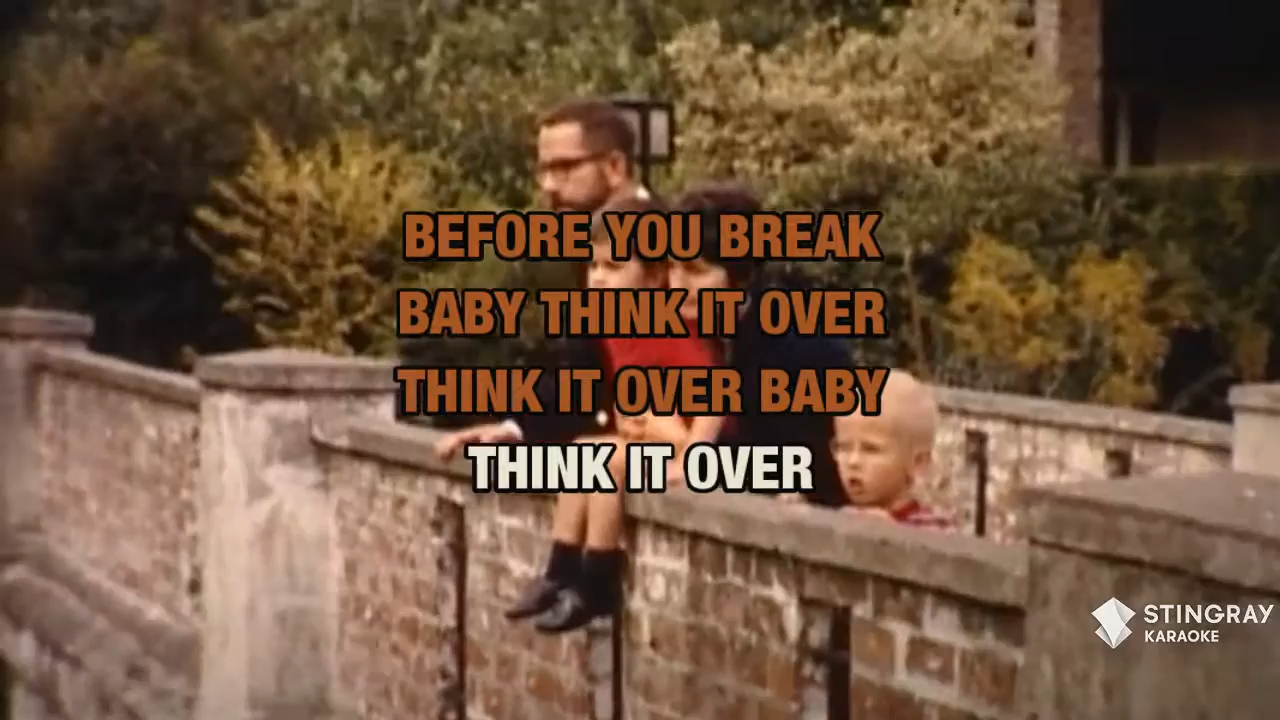 BEFORE YOU BREAK
BABY THINK IT OVER
THINK IT OVER BABY
THINK IT OVER
STINGRAY
KARAOKE